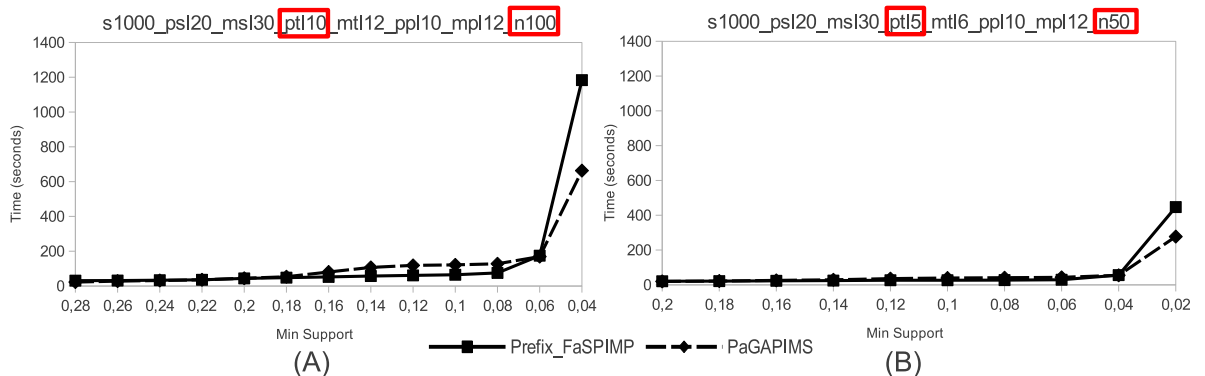 s1000_psl20_msl30_ptl10_mtl12_ppl10_mpl12_n100
1400
1200
1000
800
600
400
200
0
Time (seconds)
0,28 0,26 0,24 0,22 0,2 0,18 0,16 0,14 0,12 0,1 0,08 0,06 0,04
Min Support
(A)
s1000_psl20_msl30_ptl5_mtl6_ppl10_mpl12_n50
1400
1200
1000
800
600
400
200
0
Time (seconds)
0,2 0,18 0,16 0,14 0,12 0,1 0,08 0,06 0,04 0,02
Min Support
(B)
Prefix_FaSPIMP PaGAPIMS